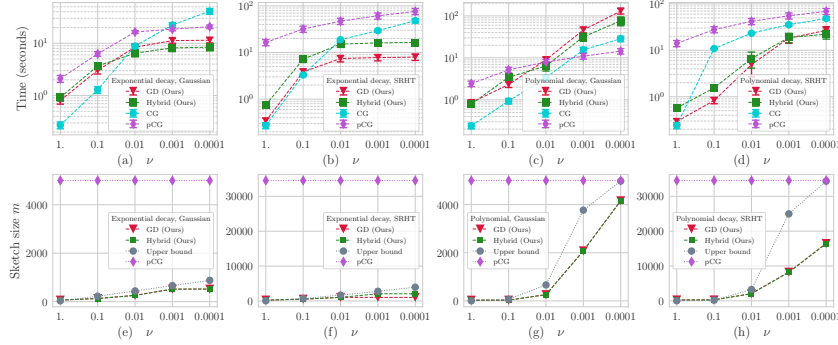 Time (seconds)
10^1
10^0
Exponential decay, Gaussian
GD (Ours)
Hybrid (Ours)
CG
pCG
1. 0.1 0.01 0.001 0.0001
(a) ν
10^2
10^1
10^0
Exponential decay, SRHT
GD (Ours)
Hybrid (Ours)
CG
pCG
1. 0.1 0.01 0.001 0.0001
(b) ν
10^2
10^1
10^0
Polynomial decay, Gaussian
GD (Ours)
Hybrid (Ours)
CG
pCG
1. 0.1 0.01 0.001 0.0001
(c) ν
10^2
10^1
10^0
Polynomial decay, SRHT
GD (Ours)
Hybrid (Ours)
CG
pCG
1. 0.1 0.01 0.001 0.0001
(d) ν
Sketch size m
4000
2000
0
Exponential decay, Gaussian
GD (Ours)
Hybrid (Ours)
Upper bound
pCG
1. 0.1 0.01 0.001 0.0001
(e) ν
30000
20000
10000
0
Exponential decay, SRHT
GD (Ours)
Hybrid (Ours)
Upper bound
pCG
1. 0.1 0.01 0.001 0.0001
(f) ν
4000
2000
0
Polynomial, Gaussian
GD (Ours)
Hybrid (Ours)
Upper bound
pCG
1. 0.1 0.01 0.001 0.0001
(g) ν
30000
20000
10000
0
Polynomial decay, SRHT
GD (Ours)
Hybrid (Ours)
Upper bound
pCG
1. 0.1 0.01 0.001 0.0001
(h) ν